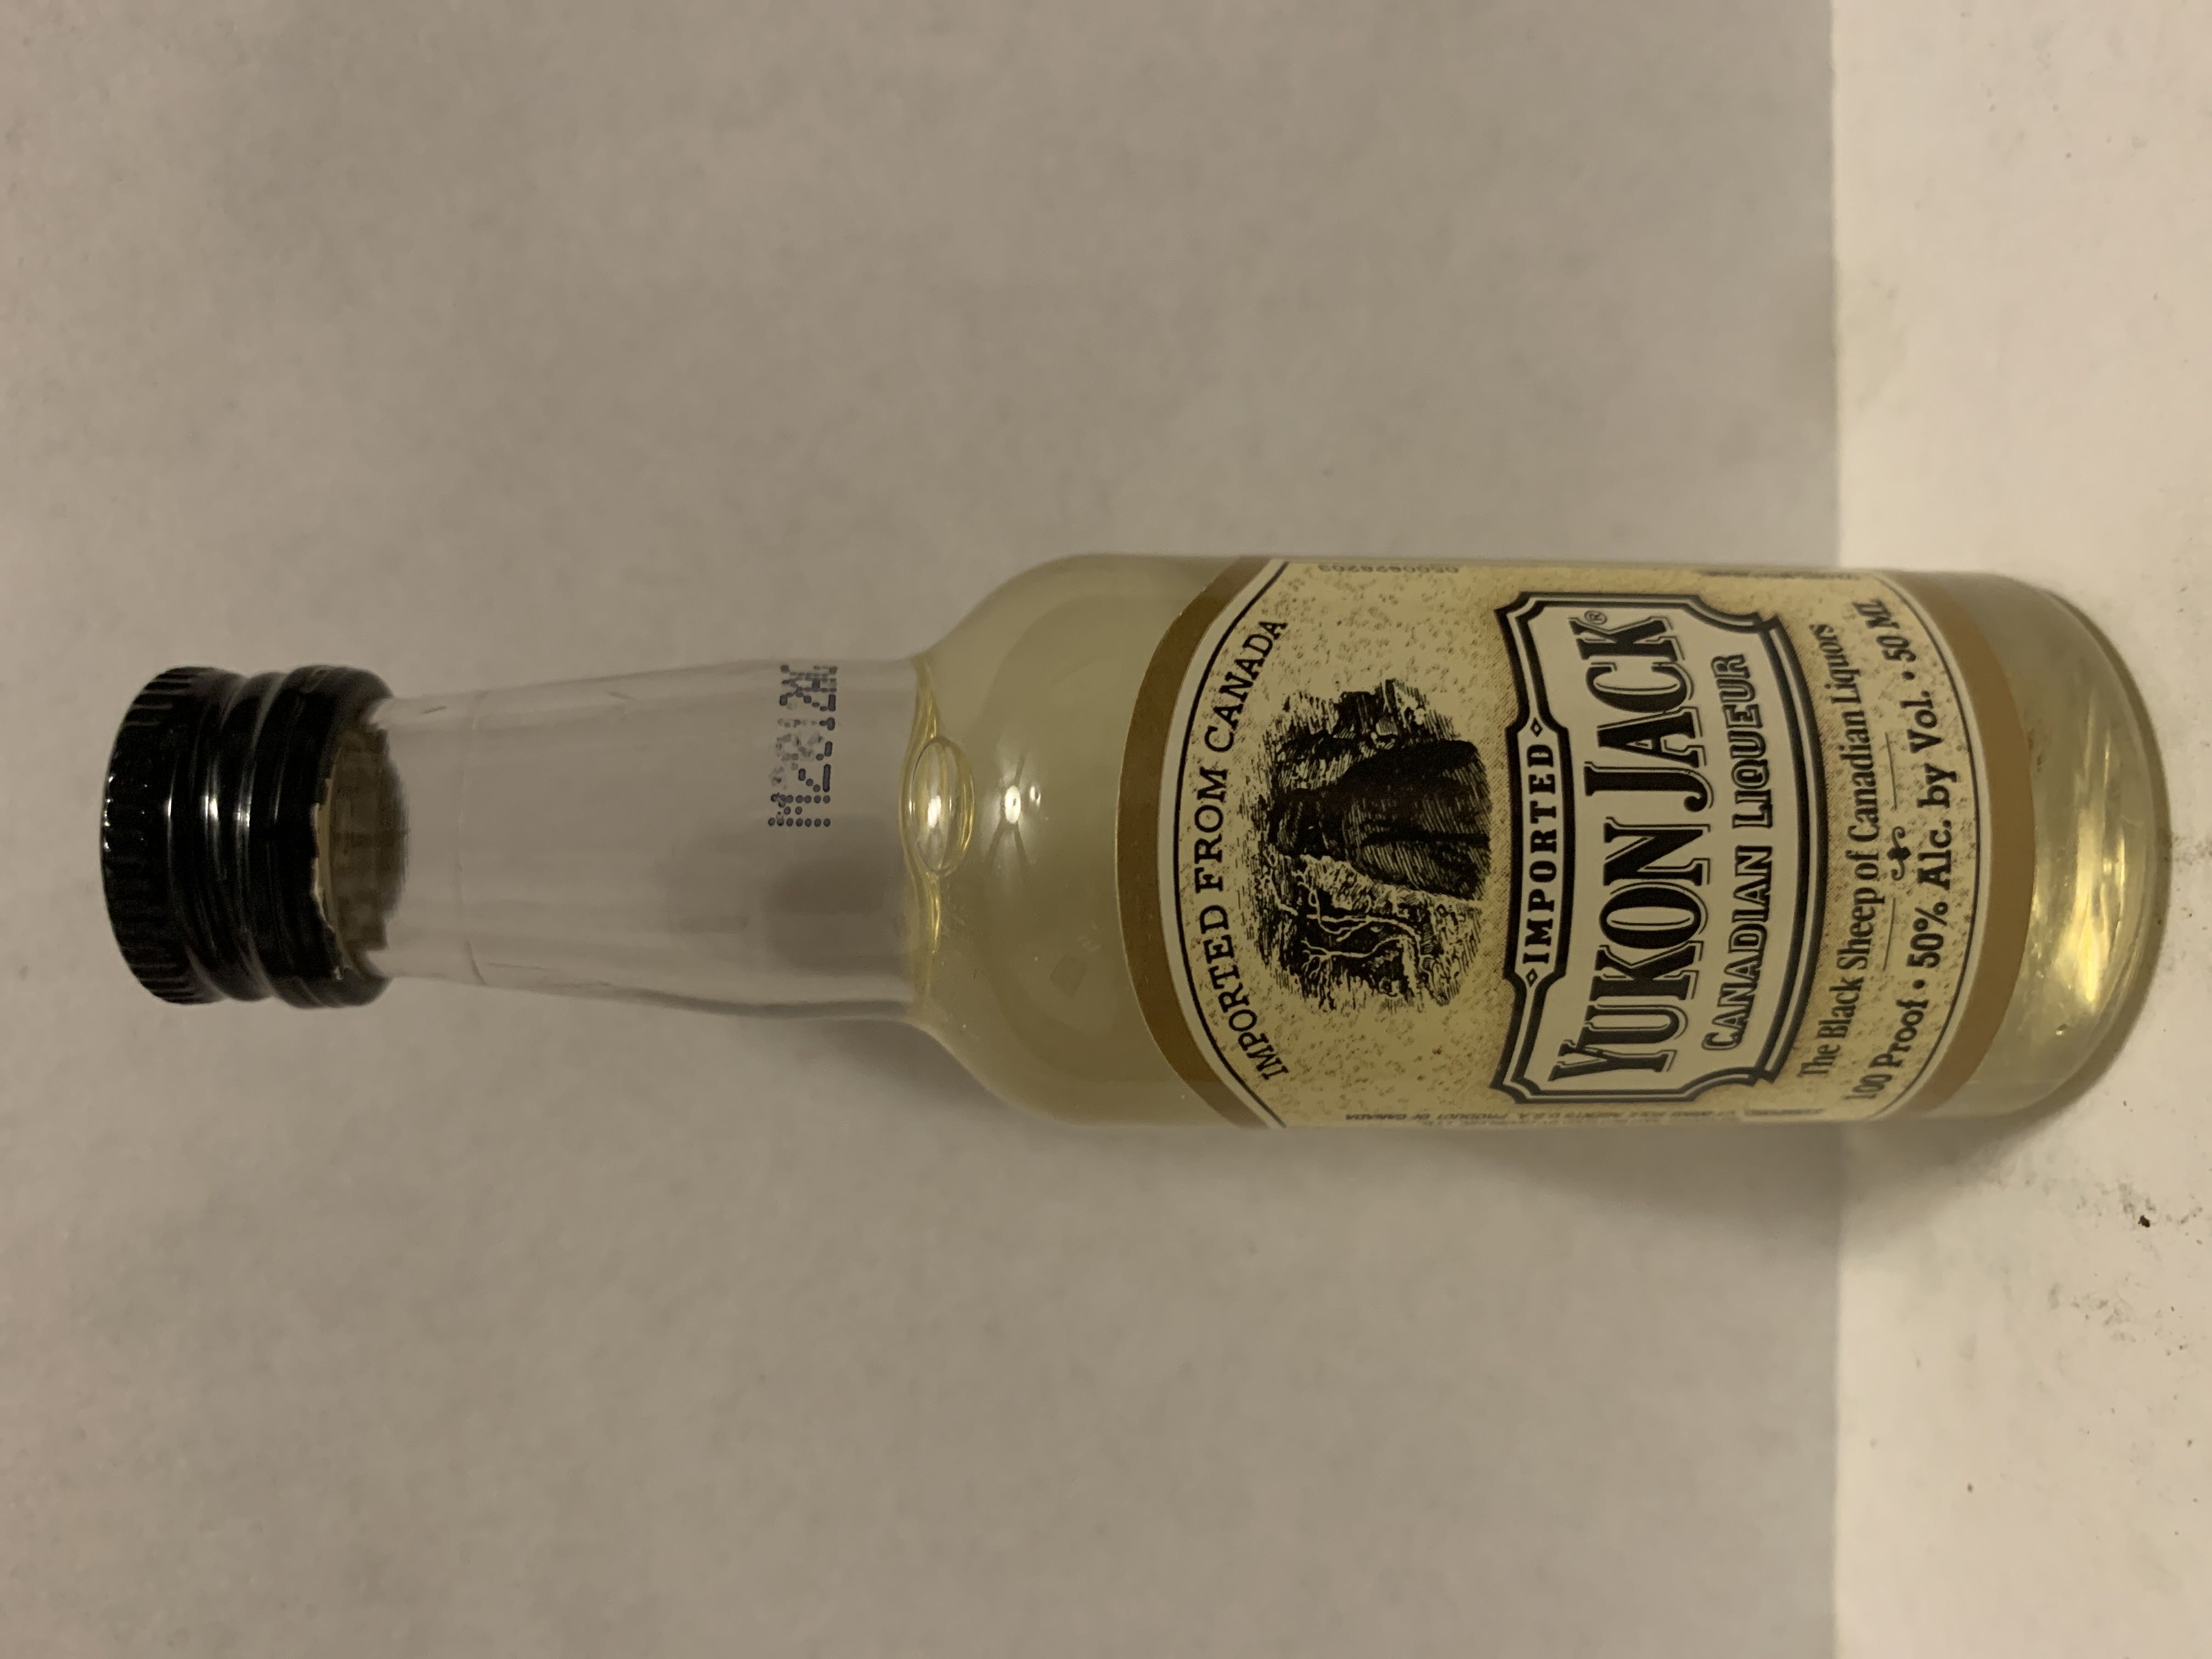 IMPORTED FROM CANADA
IMPORTED
YUKON JACK®
CANADIAN LIQUEUR
The Black Sheep of Canadian Liquors
100 Proof • 50% Alc. by Vol. • 50 ML